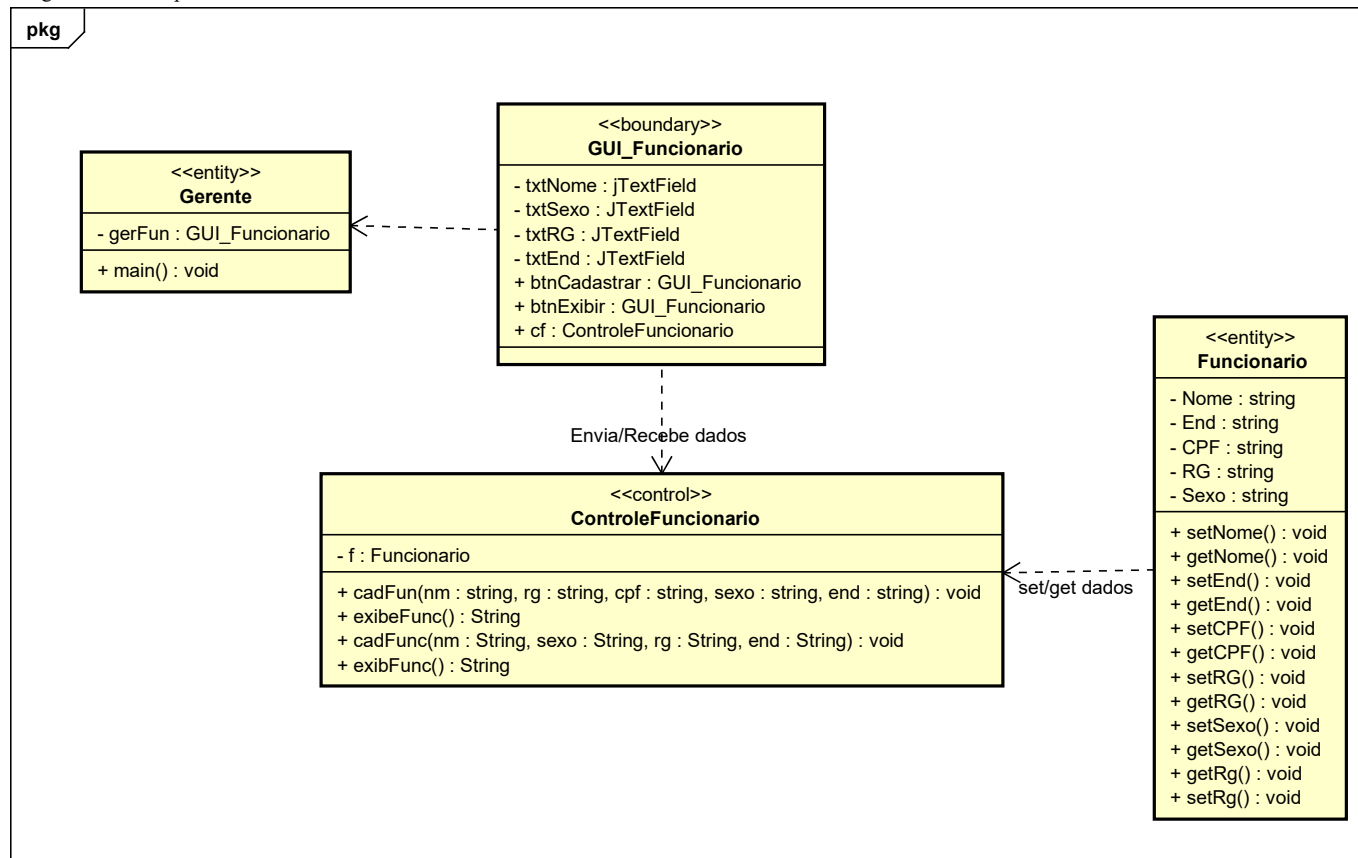 pkg
<<entity>>
Gerente
- gerFun : GUI_Funcionario
+ main() : void
<<boundary>>
GUI_Funcionario
- txtNome : jTextField
- txtSexo : JTextField
- txtRG : JTextField
- txtEnd : JTextField
+ btnCadastrar : GUI_Funcionario
+ btnExibir : GUI_Funcionario
+ cf : ControleFuncionario
Envia/Recebe dados
<<control>>
ControleFuncionario
- f : Funcionario
+ cadFun(nm : string, rg : string, cpf : string, sexo : string, end : string) : void
+ exibeFunc() : String
+ cadFunc(nm : String, sexo : String, rg : String, end : String) : void
+ exibFunc() : String
set/get dados
<<entity>>
Funcionario
- Nome : string
- End : string
- CPF : string
- RG : string
- Sexo : string
+ setNome() : void
+ getNome() : void
+ setEnd() : void
+ getEnd() : void
+ setCPF() : void
+ getCPF() : void
+ setRG() : void
+ getRG() : void
+ setSexo() : void
+ getSexo() : void
+ getRg() : void
+ setRg() : void